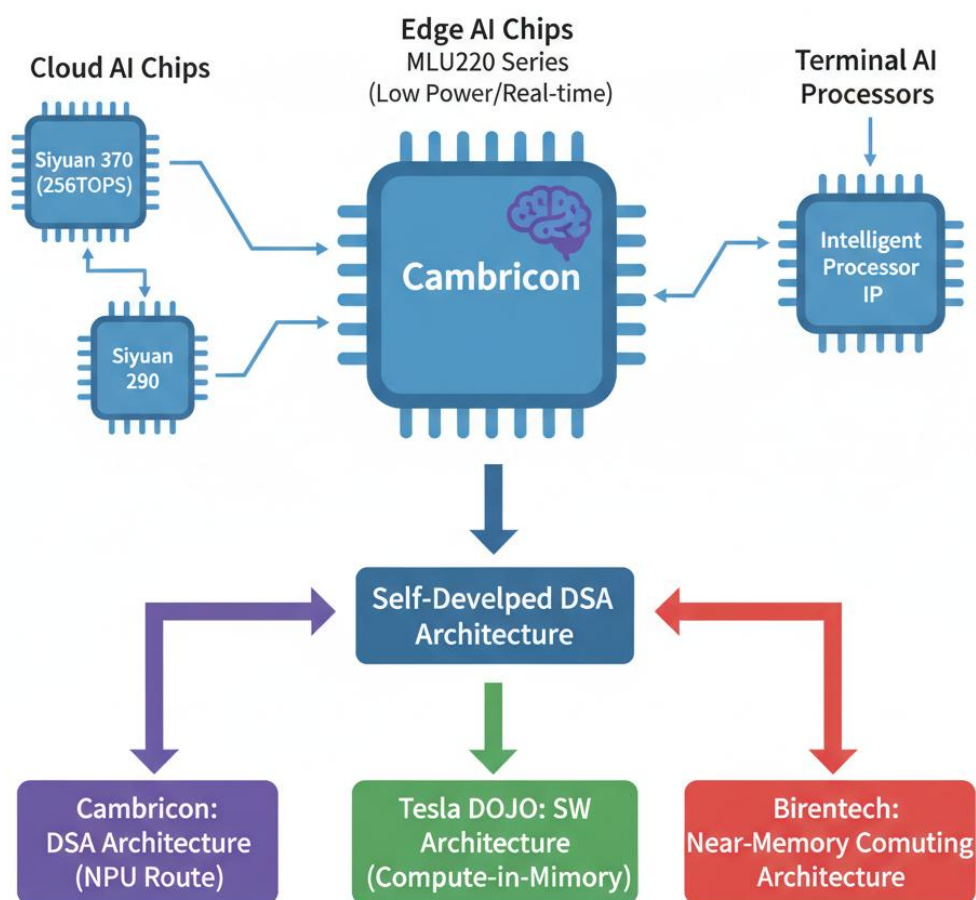 Cloud AI Chips
Siyuan 370
(256TOPS)
Siyuan
290
Edge AI Chips
MLU220 Series
(Low Power/Real-time)
Cambricon
Terminal AI
Processors
Intelligent
Processor
IP
Self-Develped DSA
Architecture
Cambricon:
DSA Architecture
(NPU Route)
Tesla DOJO: SW
Architecture
(Compute-in-Mimory)
Birentech:
Near-Memory Comuting
Architecture